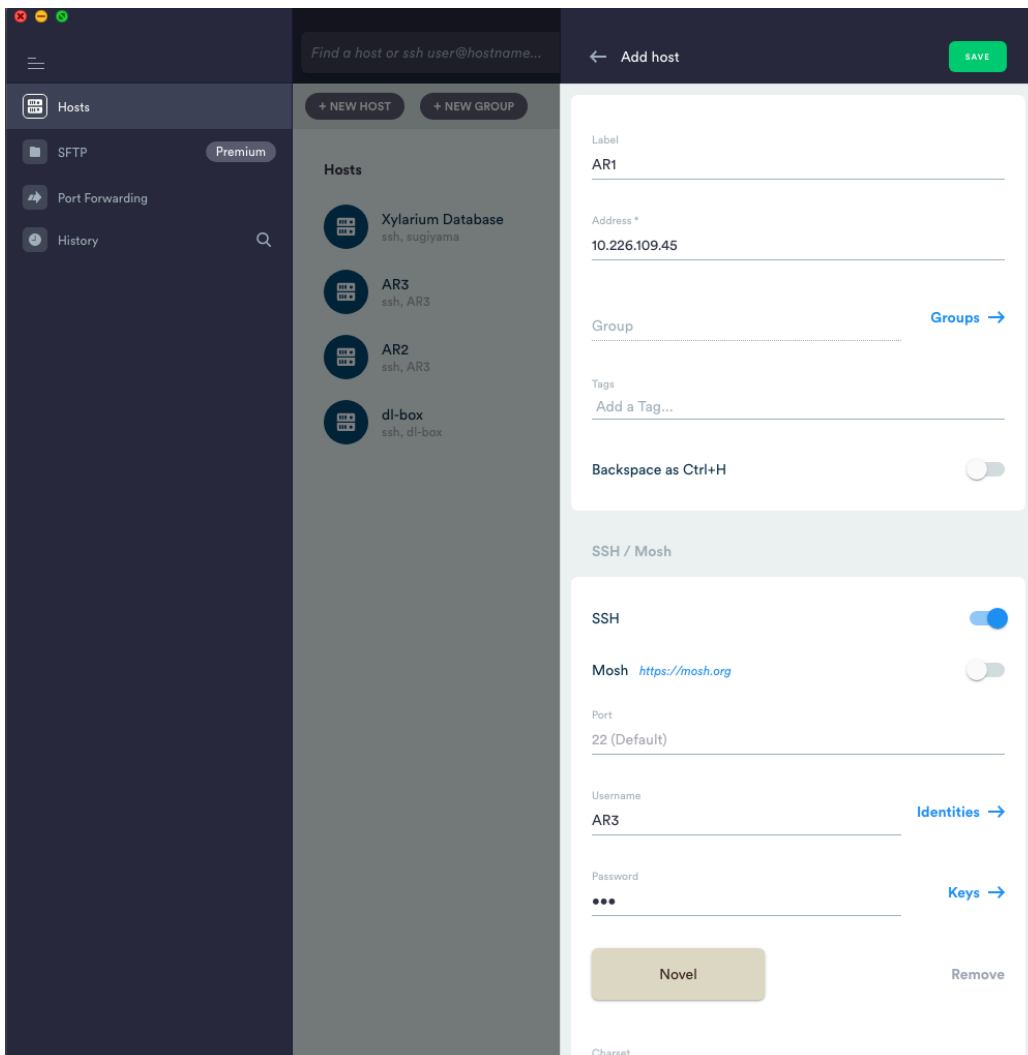 Hosts
SFTP
Premium
Port Forwarding
History
Find a host or ssh user@hostname...
+ NEW HOST
+ NEW GROUP
Hosts
Xylarium Database
ssh, sugiyama
AR3
ssh, AR3
AR2
ssh, AR3
dl-box
ssh, dl-box
Add host
SAVE
Label
AR1
Address *
10.226.109.45
Group
Groups
Tags
Add a Tag...
Backspace as Ctrl+H
SSH / Mosh
SSH
Mosh https://mosh.org
Port
22 (Default)
Username
AR3
Identities
Password
•••
Keys
Novel
Remove
Charset